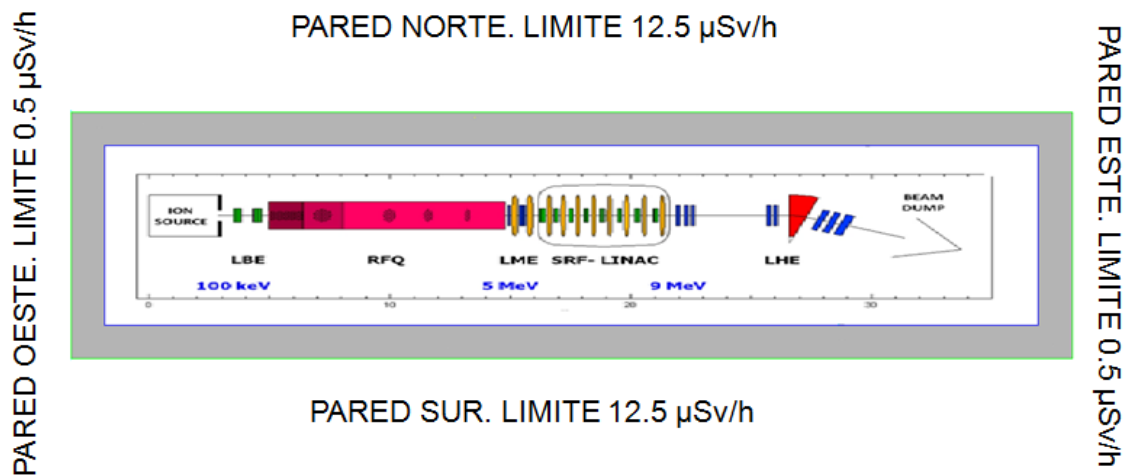 PARED NORTE. LIMITE 12.5 µSv/h
PARED OESTE. LIMITE 0.5 µSv/h
ION
SOURCE
BEAM
DUMP
LBE
RFQ
LME
SRF- LINAC
LHE
100 keV
5 MeV
9 MeV
0
10
20
30
PARED ESTE. LIMITE 0.5 µSv/h
PARED SUR. LIMITE 12.5 µSv/h